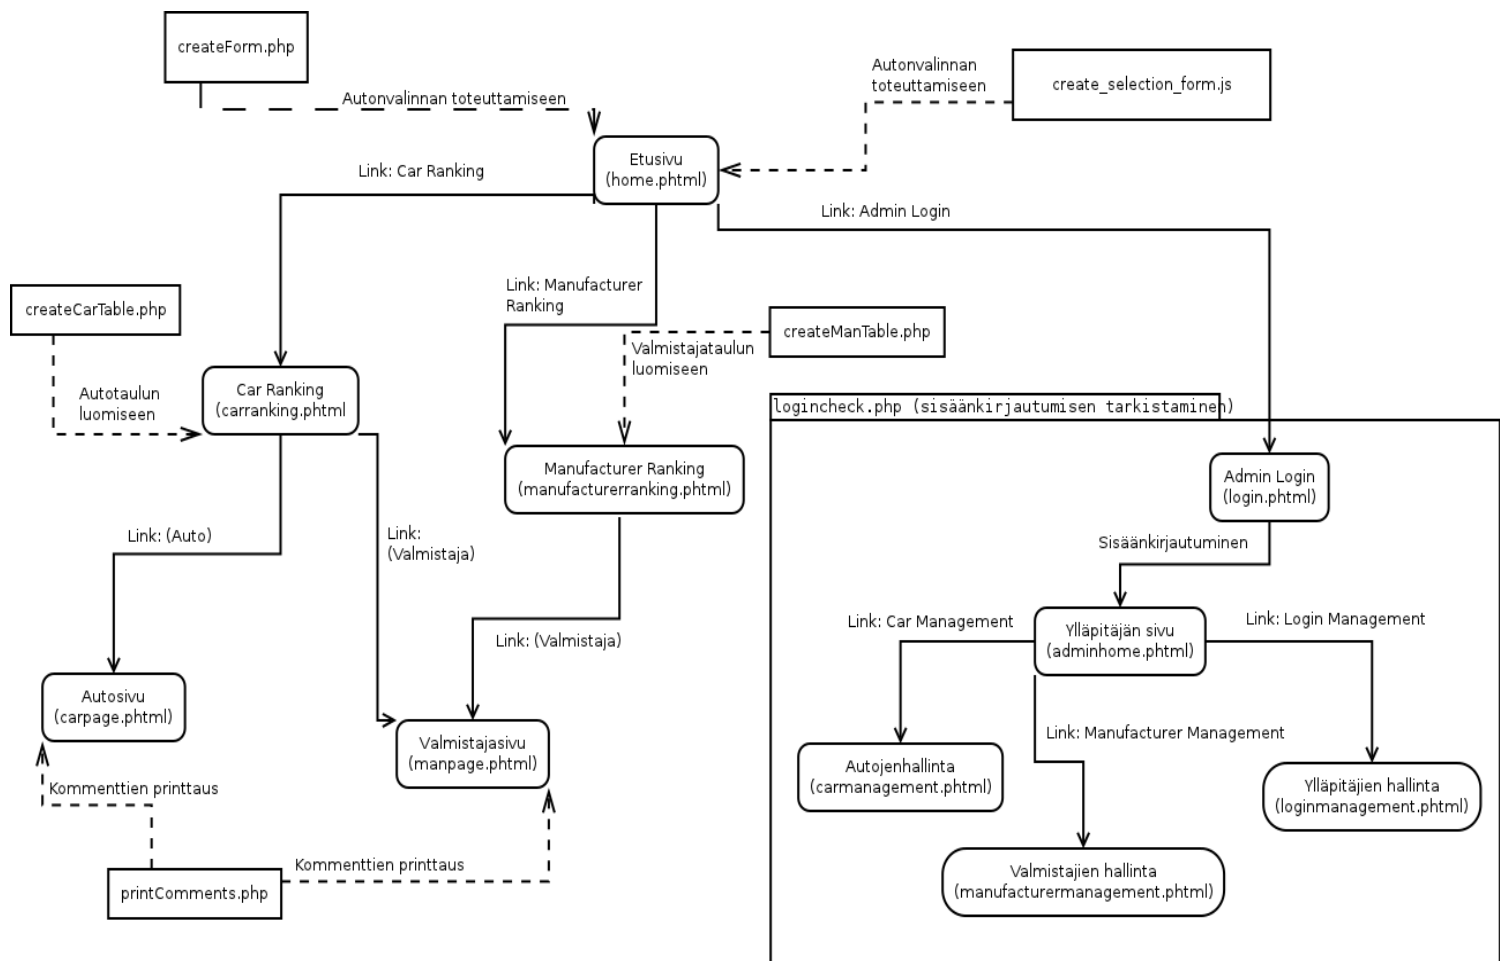 createForm.php
Autonvalinnan toteuttamiseen
Autonvalinnan
toteuttamiseen
create_selection_form.js
Etusivu
(home.phtml)
Link: Car Ranking
Link: Admin Login
Link: Manufacturer
Ranking
createCarTable.php
createManTable.php
Valmistajataulun
luomiseen
Autotaulun
luomiseen
Car Ranking
(carranking.phtml
logincheck.php (sisäänkirjautumisen tarkistaminen)
Manufacturer Ranking
(manufacturerranking.phtml)
Admin Login
(login.phtml)
Link: (Auto)
Link:
(Valmistaja)
Sisäänkirjautuminen
Link: (Valmistaja)
Link: Car Management
Ylläpitäjän sivu
(adminhome.phtml)
Link: Login Management
Autosivu
(carpage.phtml)
Valmistajasivu
(manpage.phtml)
Link: Manufacturer Management
Autojenhallinta
(carmanagement.phtml)
Ylläpitäjien hallinta
(loginmanagement.phtml)
Kommenttien printtaus
Kommenttien printtaus
printComments.php
Valmistajien hallinta
(manufacturermanagement.phtml)